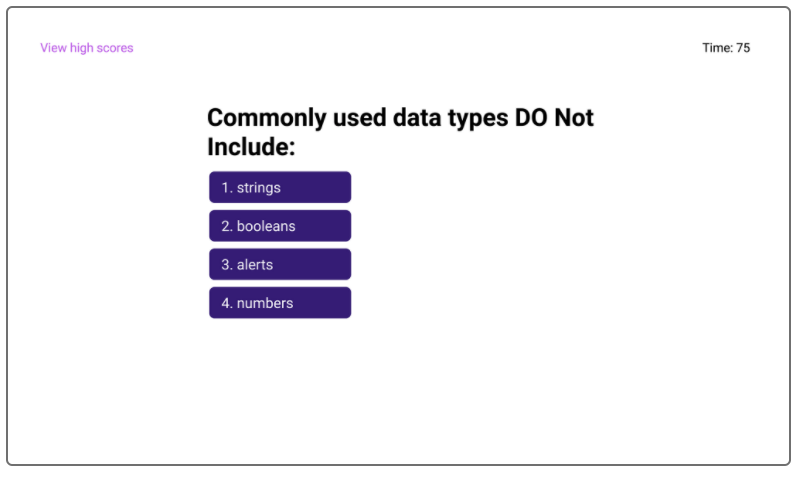 View high scores
Time: 75
Commonly used data types DO Not
Include:
1. strings
2. booleans
3. alerts
4. numbers